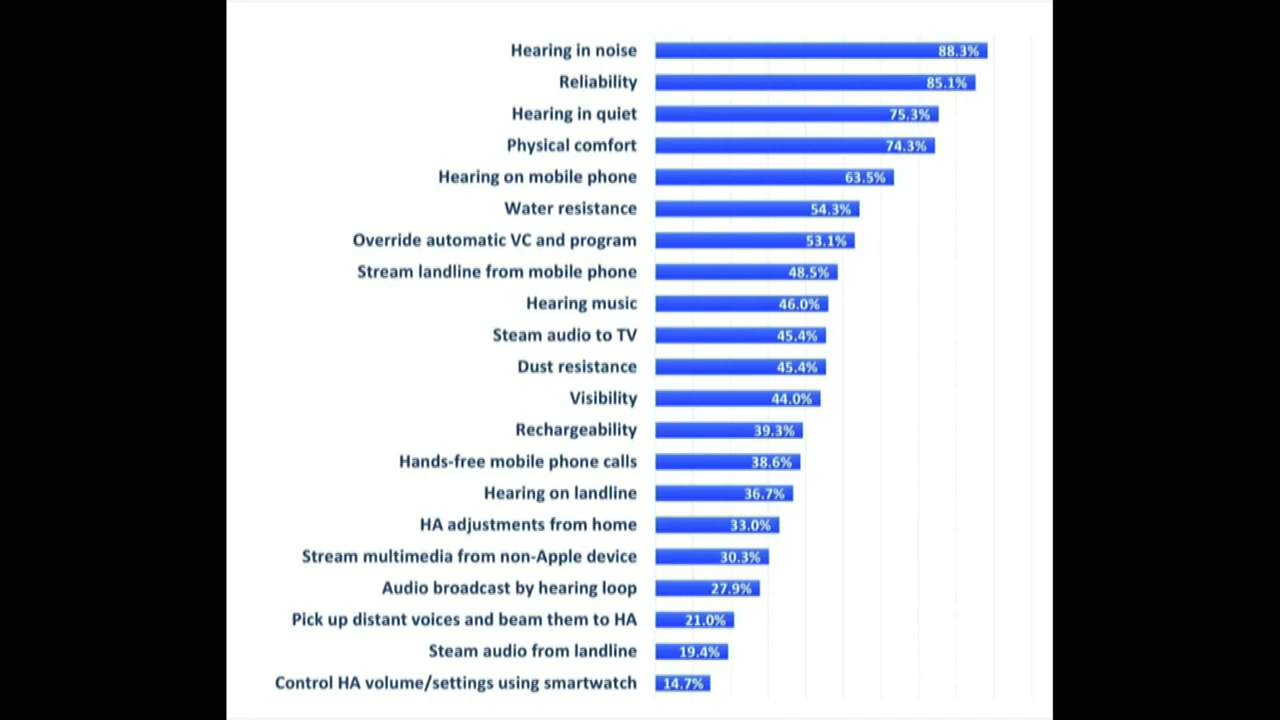 Hearing in noise 88.3%
Reliability 85.1%
Hearing in quiet 75.3%
Physical comfort 74.3%
Hearing on mobile phone 63.5%
Water resistance 54.3%
Override automatic VC and program 53.1%
Stream landline from mobile phone 48.5%
Hearing music 46.0%
Steam audio to TV 45.4%
Dust resistance 45.4%
Visibility 44.0%
Rechargeability 39.3%
Hands-free mobile phone calls 38.6%
Hearing on landline 36.7%
HA adjustments from home 33.0%
Stream multimedia from non-Apple device 30.3%
Audio broadcast by hearing loop 27.9%
Pick up distant voices and beam them to HA 21.0%
Steam audio from landline 19.4%
Control HA volume/settings using smartwatch 14.7%